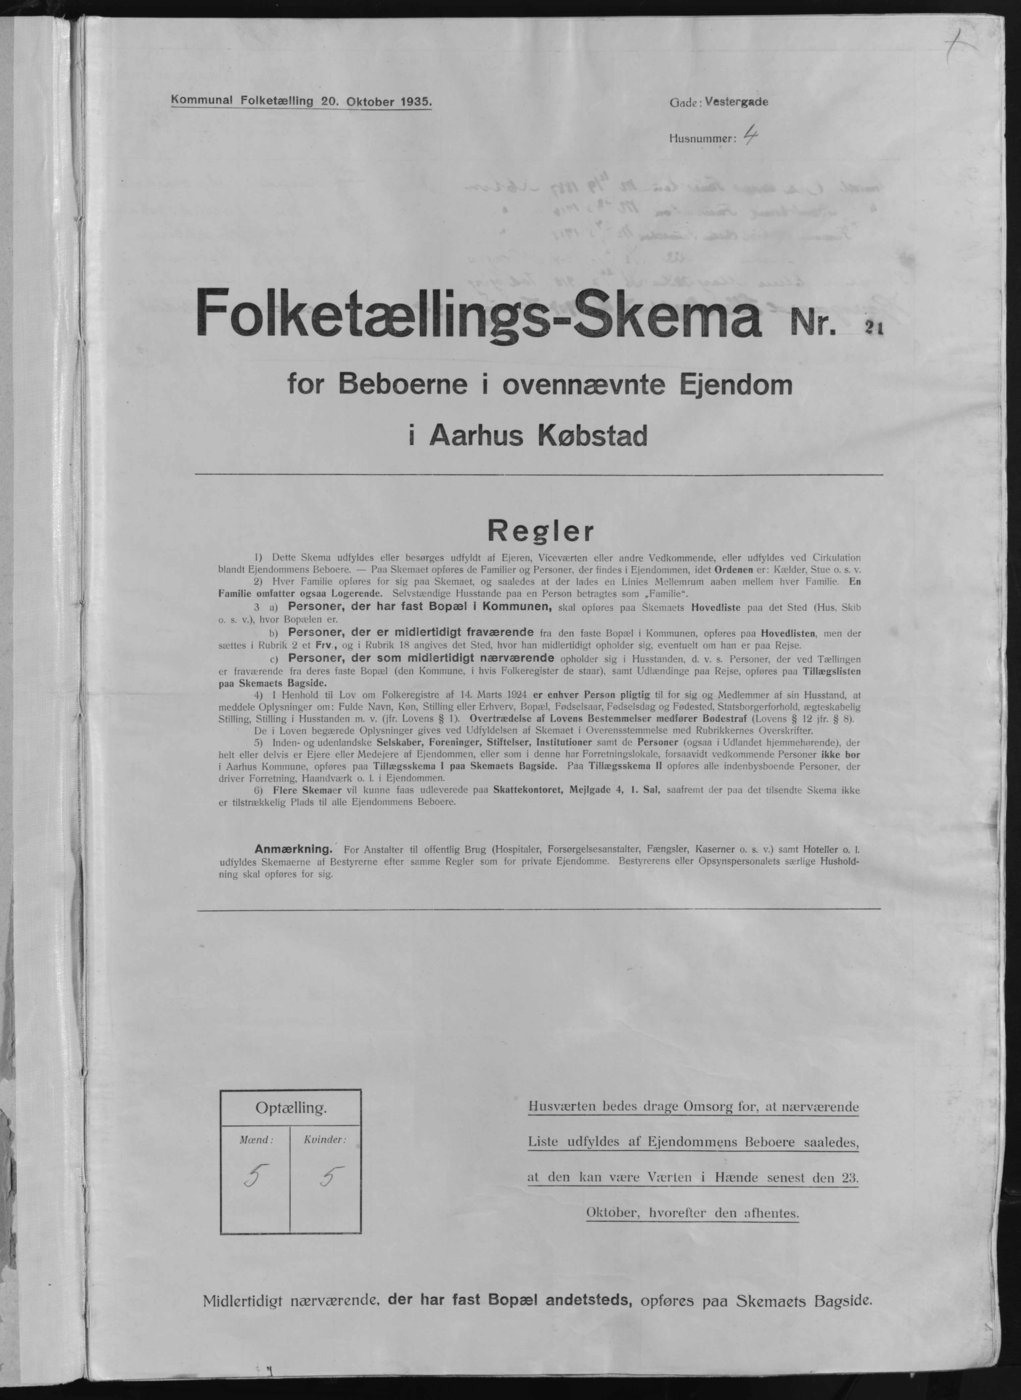 Kommunal Folketælling 20. Oktober 1935.
Gade: Vestergade
Husnummer: 4
Folketællings-Skema Nr. 21
for Beboerne i ovennævnte Ejendom
i Aarhus Købstad
Regler
1) Dette Skema udfyldes eller besørges udfyldt af Ejeren, Viceværten eller andre Vedkommende, eller udfyldes ved Cirkulation
blandt Ejendommens Beboere. — Paa Skemaet opføres de Familier og Personer, der findes i Ejendommen, idet Ordenen er: Kælder, Stue o. s. v.
2) Hver Familie opføres for sig paa Skemaet, og saaledes at der lades en Linies Mellemrum aaben mellem hver Familie. En
Familie omfatter ogsaa Logerende. Selvstændige Husstande paa en Person betragtes som „Familie“.
3 a) Personer, der har fast Bopæl i Kommunen, skal opføres paa Skemaets Hovedliste paa det Sted (Hus, Skib
o. s. v.), hvor Bopælen er.
b) Personer, der er midlertidigt fraværende fra den faste Bopæl i Kommunen, opføres paa Hovedlisten, men der
sættes i Rubrik 2 et Frv., og i Rubrik 18 angives det Sted, hvor han midlertidigt opholder sig, eventuelt om han er paa Rejse.
c) Personer, der som midlertidigt nærværende opholder sig i Husstanden, d. v. s. Personer, der ved Tællingen
er fraværende fra deres faste Bopæl (den Kommune, i hvis Folkeregister de staar), samt Udlændinge paa Rejse, opføres paa Tillægslisten
paa Skemaets Bagside.
4) I Henhold til Lov om Folkeregistre af 14. Marts 1924 er enhver Person pligtig til for sig og Medlemmer af sin Husstand, at
meddele Oplysninger om: Fulde Navn, Køn, Stilling eller Erhverv, Bopæl, Fødselsaar, Fødselsdag og Fødested, Statsborgerforhold, ægteskabelig
Stilling, Stilling i Husstanden m. v. (jfr. Lovens § 1). Overtrædelse af Lovens Bestemmelser medfører Bødestraf (Lovens § 12 jfr. § 8).
De i Loven begærede Oplysninger gives ved Udfyldelsen af Skemaet i Overensstemmelse med Rubrikkernes Overskrifter.
5) Inden- og udenlandske Selskaber, Foreninger, Stiftelser, Institutioner samt de Personer (ogsaa i Udlandet hjemmehørende), der
helt eller delvis er Ejere eller Medejere af Ejendommen, eller som i denne har Forretningslokale, forsaavidt vedkommende Personer ikke bor
i Aarhus Kommune, opføres paa Tillægsskema I paa Skemaets Bagside. Paa Tillægsskema II opføres alle indenbysboende Personer, der
driver Forretning, Haandværk o. l. i Ejendommen.
6) Flere Skemaer vil kunne faas udleverede paa Skattekontoret, Mejlgade 4, 1. Sal, saafremt der paa det tilsendte Skema ikke
er tilstrækkelig Plads til alle Ejendommens Beboere.
Anmærkning. For Anstalter til offentlig Brug (Hospitaler, Forsørgelsesanstalter, Fængsler, Kaserner o. s. v.) samt Hoteller o. l.
udfyldes Skemaerne af Bestyrerne efter samme Regler som for private Ejendomme. Bestyrerens eller Opsynspersonalets særlige Hushold-
ning skal opføres for sig.
Optælling.
Mænd: Kvinder:
5 5
Husværten bedes drage Omsorg for, at nærværende
Liste udfyldes af Ejendommens Beboere saaledes,
at den kan være Værten i Hænde senest den 23.
Oktober, hvorefter den afhentes.
Midlertidigt nærværende, der har fast Bopæl andetsteds, opføres paa Skemaets Bagside.